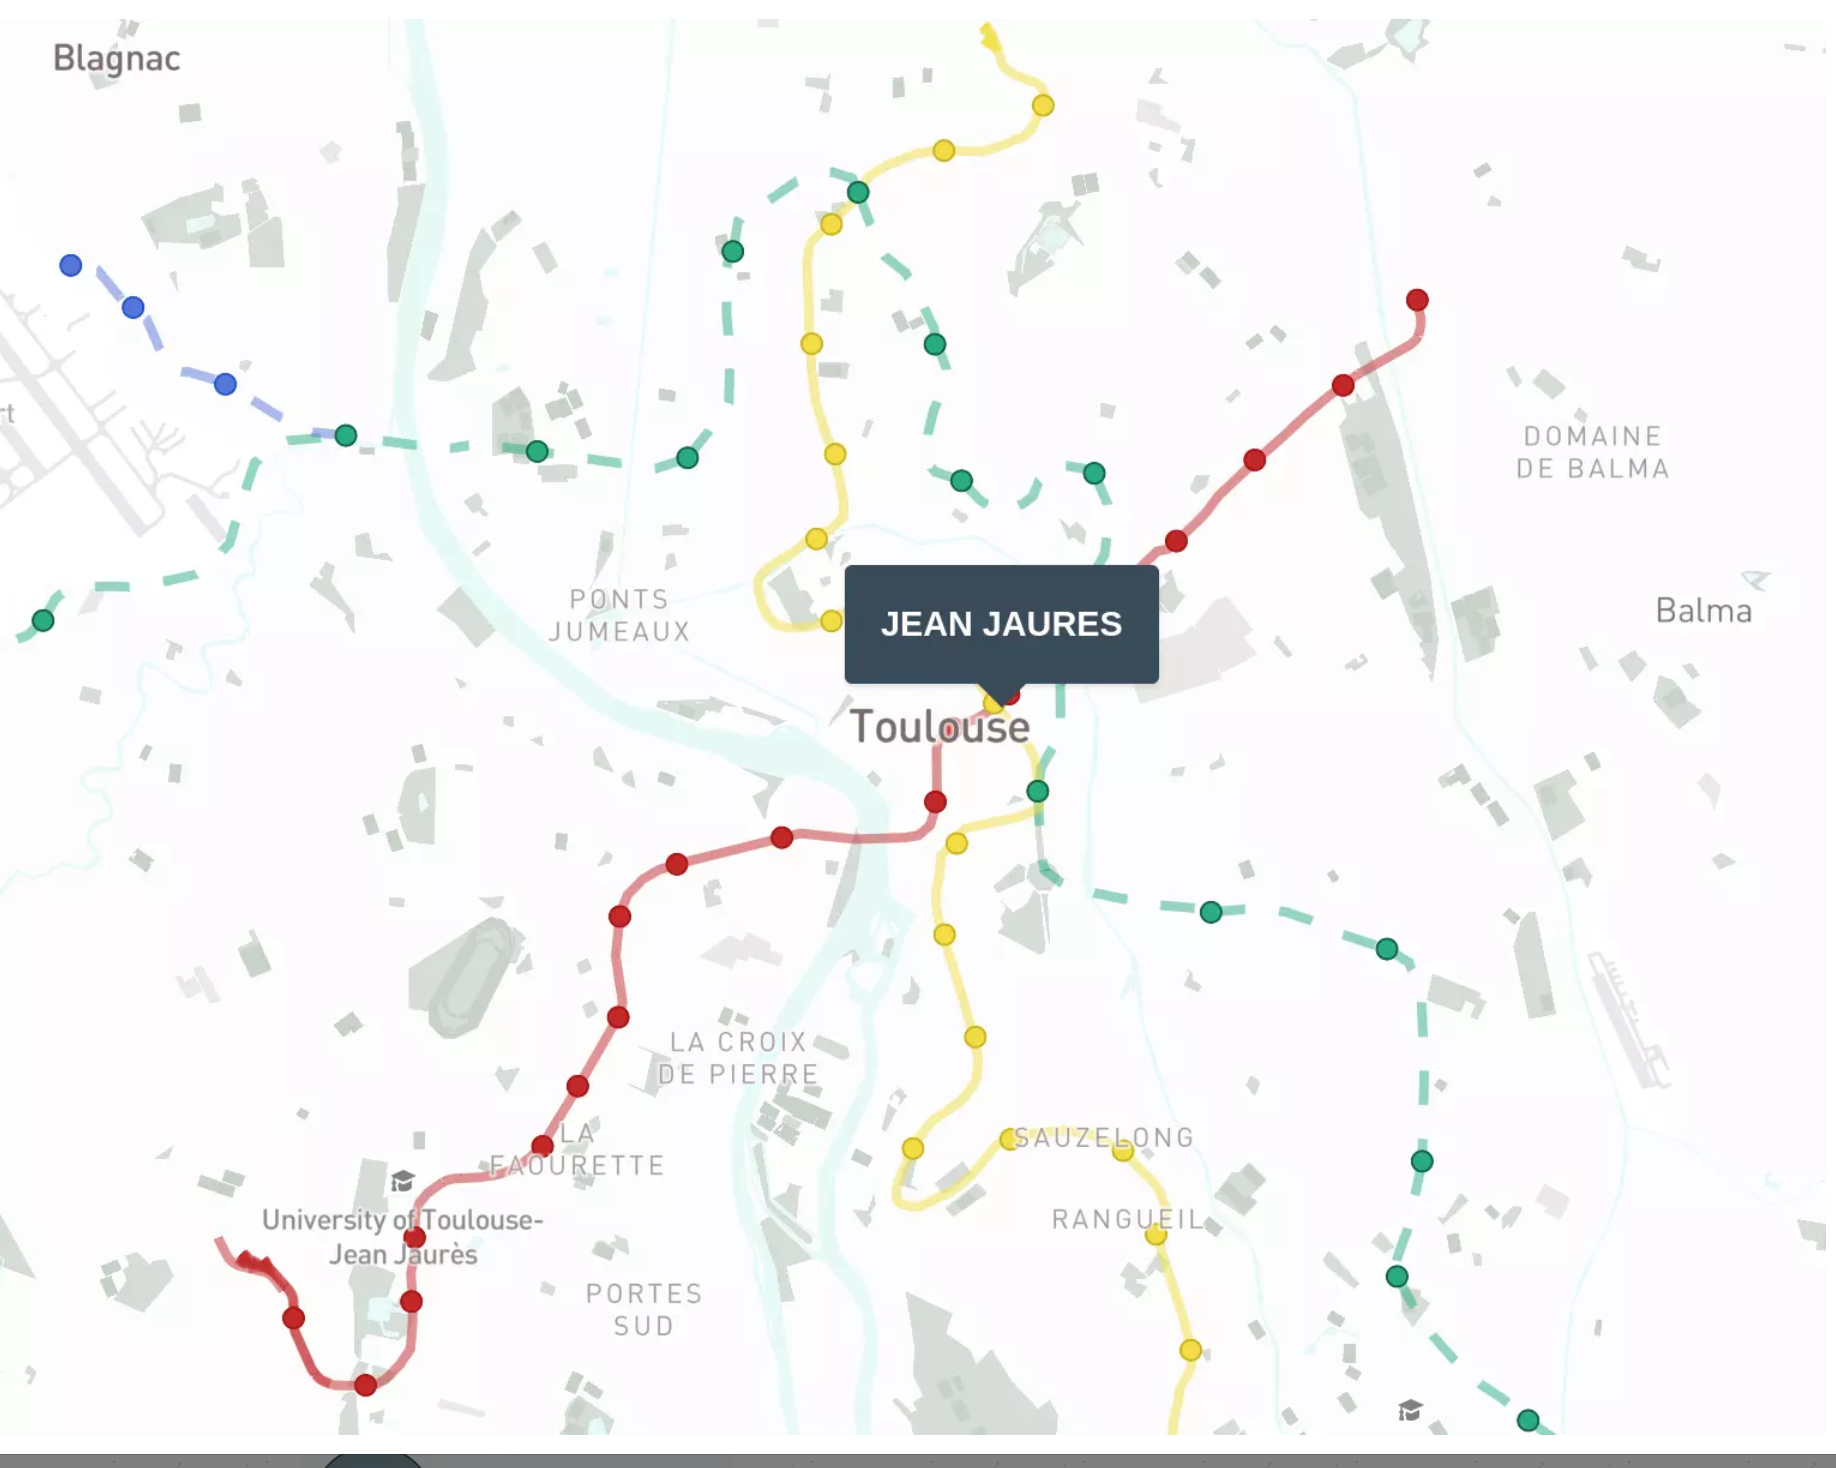 Blagnac
rt
DOMAINE
DE BALMA
PONTS
JUMEAUX
Balma
JEAN JAURES
Toulouse
LA CROIX
DE PIERRE
LA
FAOURETTE
SAUZELONG
University of Toulouse-
Jean Jaurès
RANGUEIL
PORTES
SUD